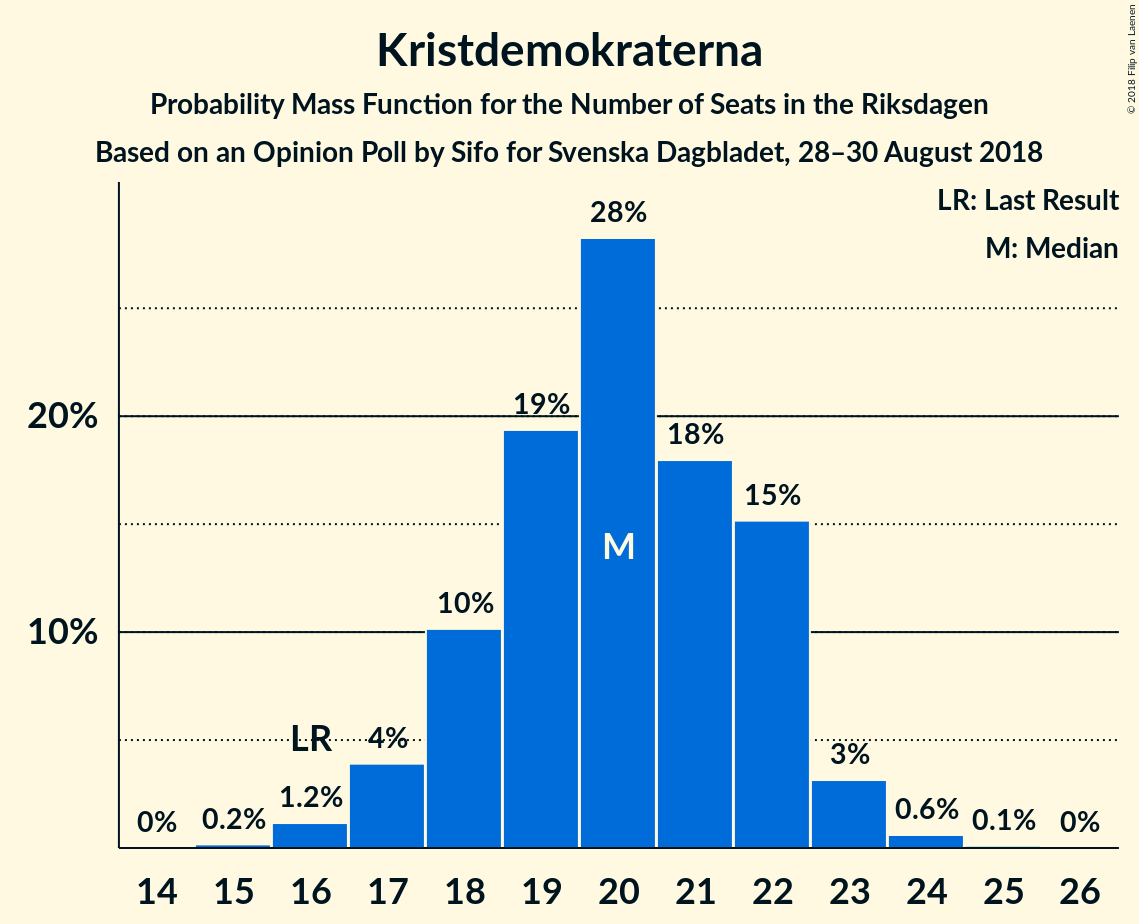 Kristdemokraterna
Probability Mass Function for the Number of Seats in the Riksdagen
Based on an Opinion Poll by Sifo for Svenska Dagbladet, 28–30 August 2018
© 2018 Filip van Laenen
LR: Last Result
M: Median
20%
10%
0%
0.2%
LR
1.2%
4%
10%
19%
28%
M
18%
15%
3%
0.6%
0.1%
0%
14 15 16 17 18 19 20 21 22 23 24 25 26